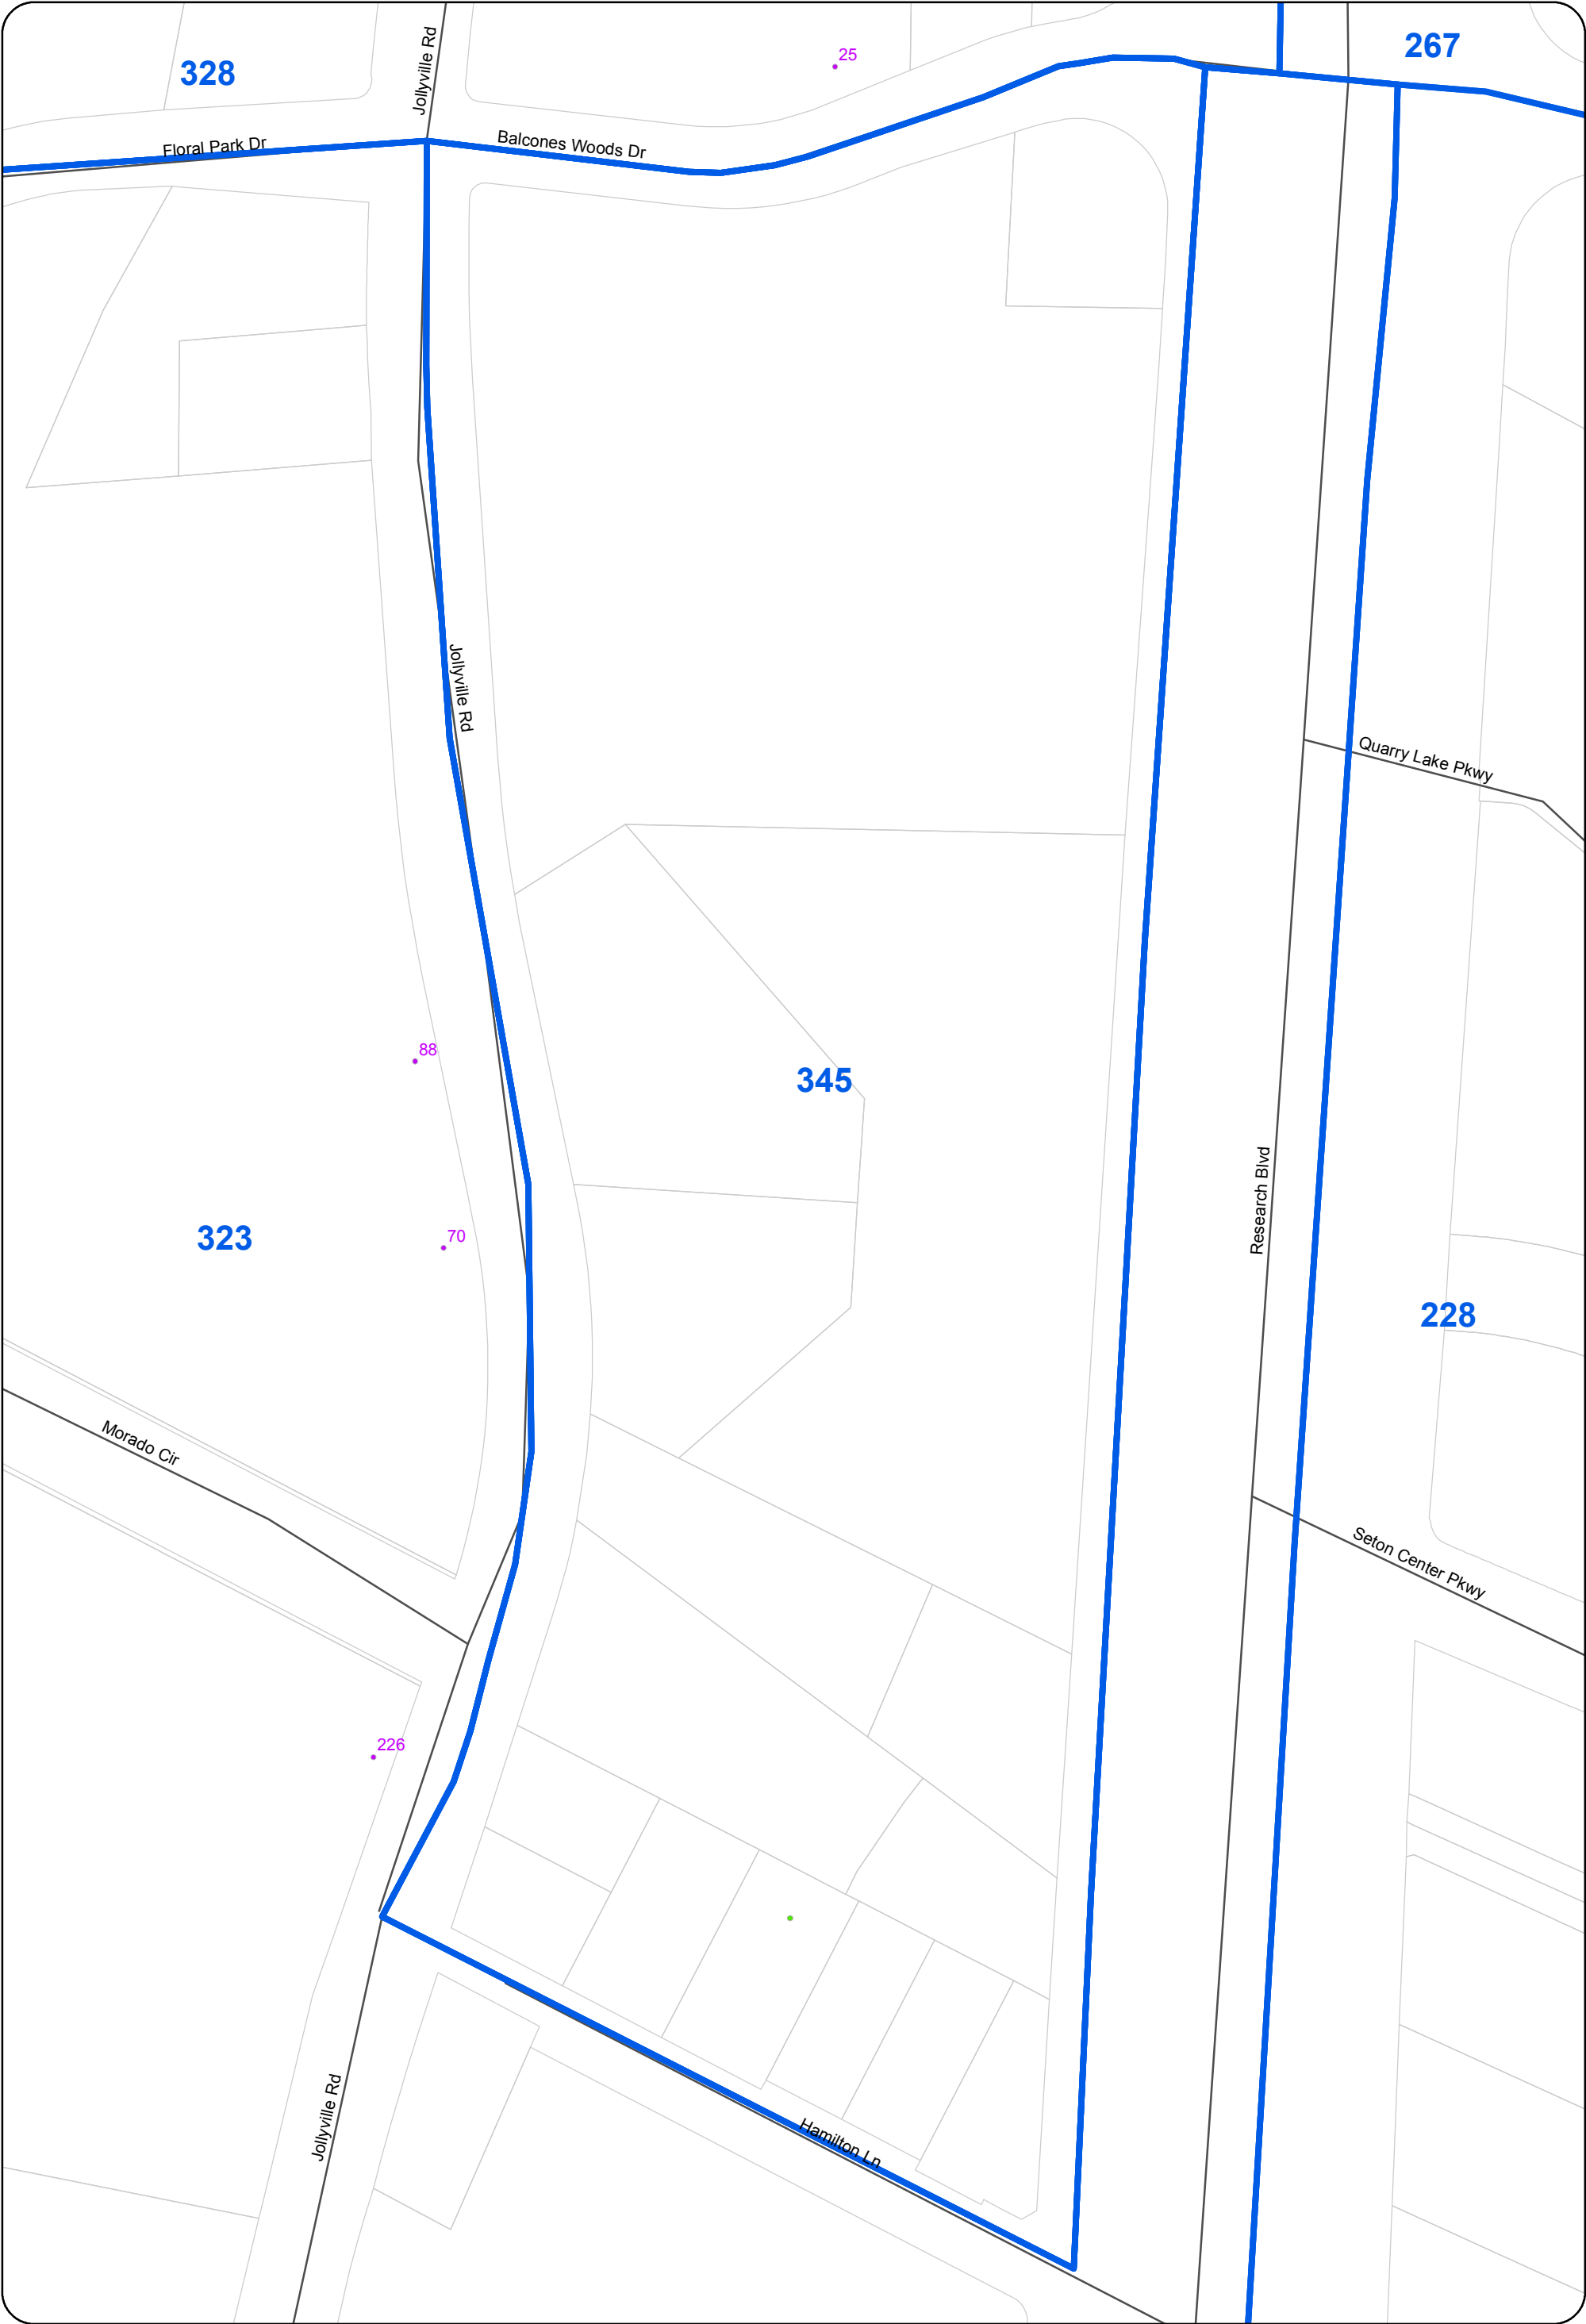 267
Jollyville Rd
25
328
Floral Park Dr
Balcones Woods Dr
Jollyville Rd
Quarry Lake Pkwy
88
345
Research Blvd
323
70
228
Morado Cir
Seton Center Pkwy
226
Jollyville Rd
Hamilton Ln